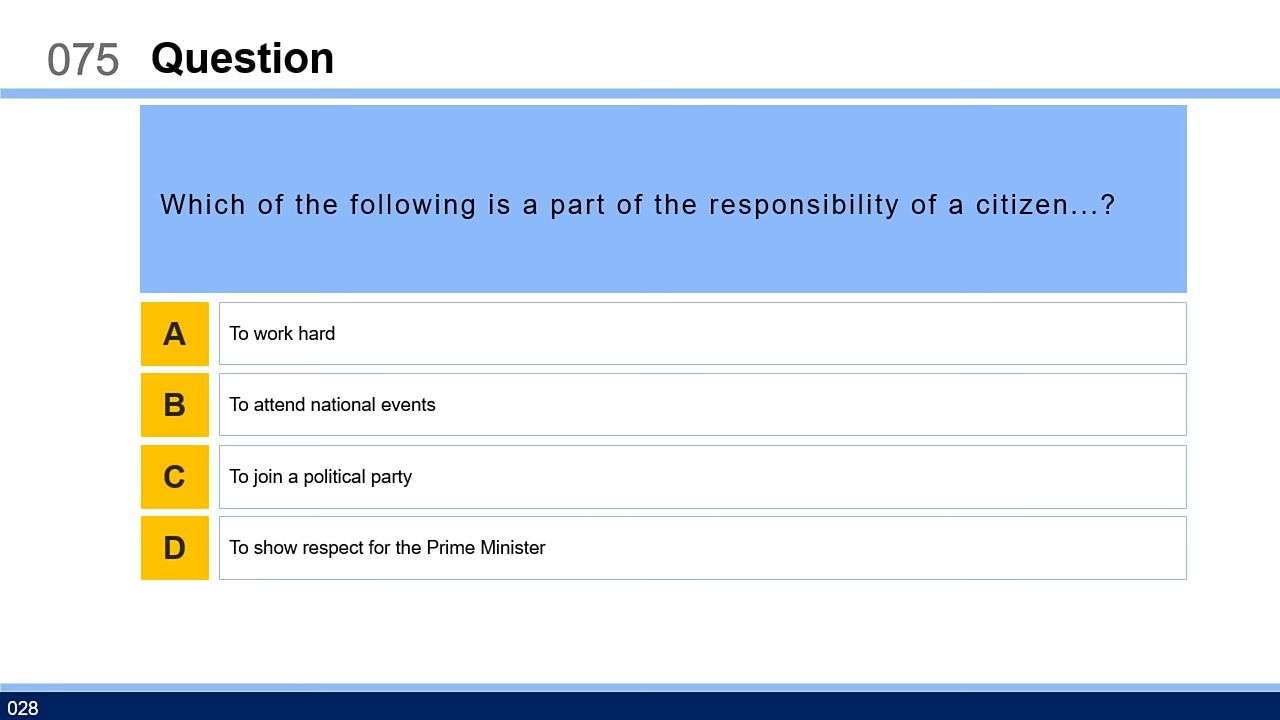 075 Question
Which of the following is a part of the responsibility of a citizen...?
A To work hard
B To attend national events
C To join a political party
D To show respect for the Prime Minister
028